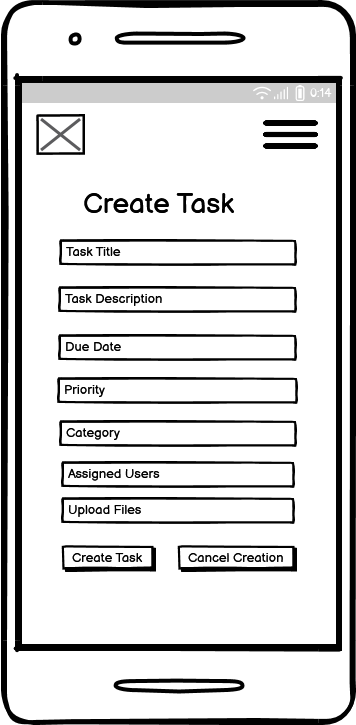 0:14
Create Task
Task Title
Task Description
Due Date
Priority
Category
Assigned Users
Upload Files
Create Task
Cancel Creation